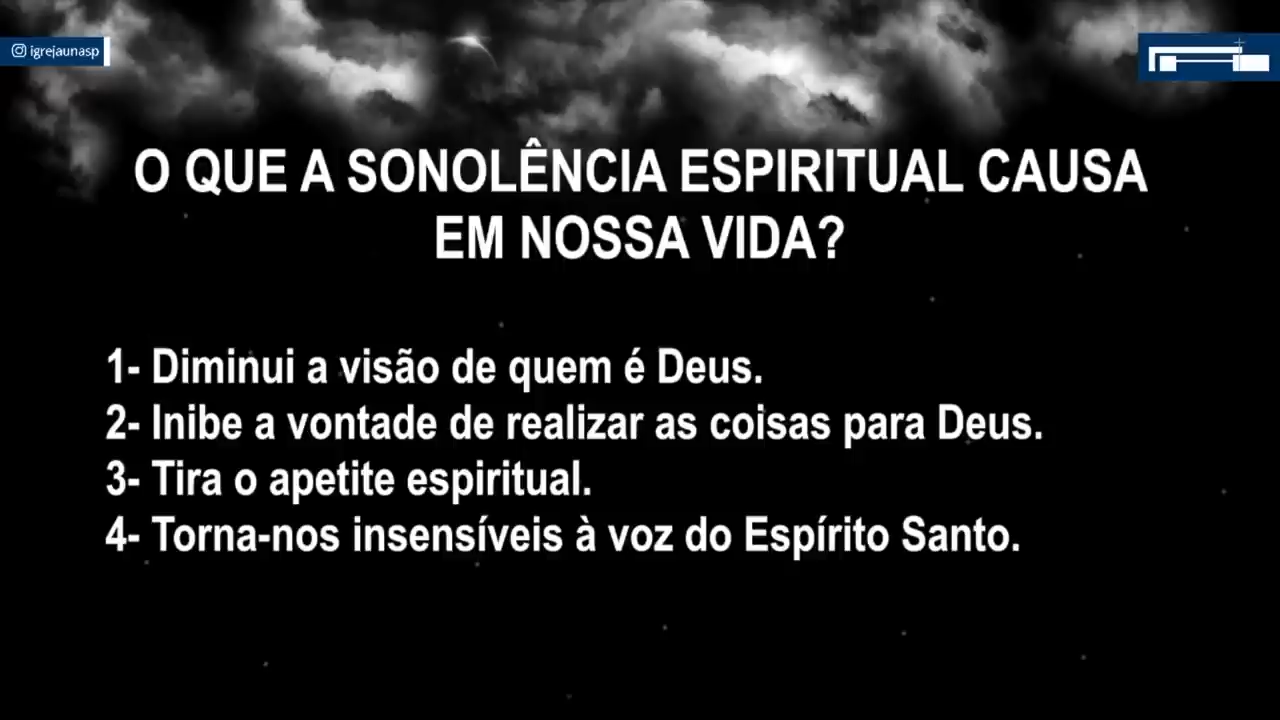 igrejaunasp
O QUE A SONOLÊNCIA ESPIRITUAL CAUSA
EM NOSSA VIDA?
1- Diminui a visão de quem é Deus.
2- Inibe a vontade de realizar as coisas para Deus.
3- Tira o apetite espiritual.
4- Torna-nos insensíveis à voz do Espírito Santo.